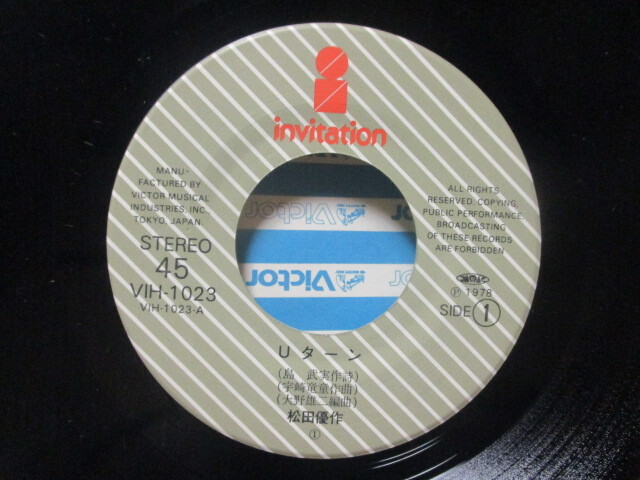 invitation
MANU-
FACTURED BY
VICTOR MUSICAL
INDUSTRIES, INC.
TOKYO, JAPAN
STEREO
45
VIH-1023
VIH-1023-A
ALL RIGHTS
RESERVED. COPYING,
PUBLIC PERFORMANCE,
BROADCASTING
OF THESE RECORDS
ARE FORBIDDEN
Ⓟ 1978
SIDE 1
Victor
Victor
Uターン
(島 武実作詩)
(宇崎竜童作曲)
(大野雄二編曲)
松田優作
①